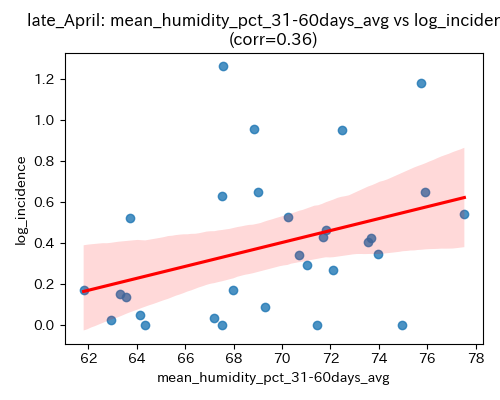 late_April: mean_humidity_pct_31-60days_avg vs log_inciden
(corr=0.36)
log_incidence
1.2
1.0
0.8
0.6
0.4
0.2
0.0
62 64 66 68 70 72 74 76 78
mean_humidity_pct_31-60days_avg